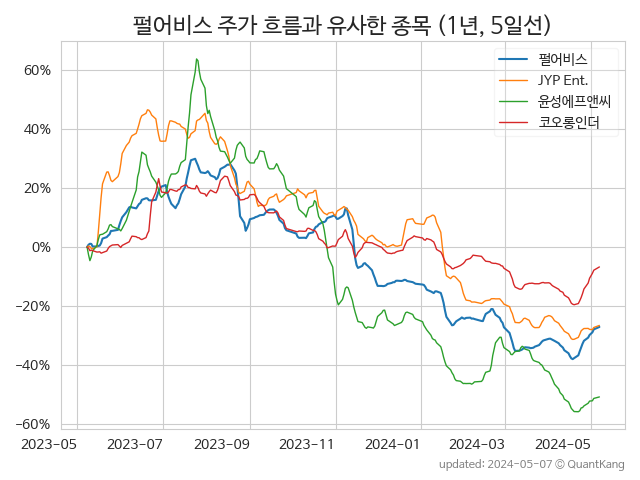 펄어비스 주가 흐름과 유사한 종목 (1년, 5일선)
펄어비스
JYP Ent.
윤성에프앤씨
코오롱인더
60%
40%
20%
0%
−20%
−40%
−60%
2023-05 2023-07 2023-09 2023-11 2024-01 2024-03 2024-05
updated: 2024-05-07 © QuantKang